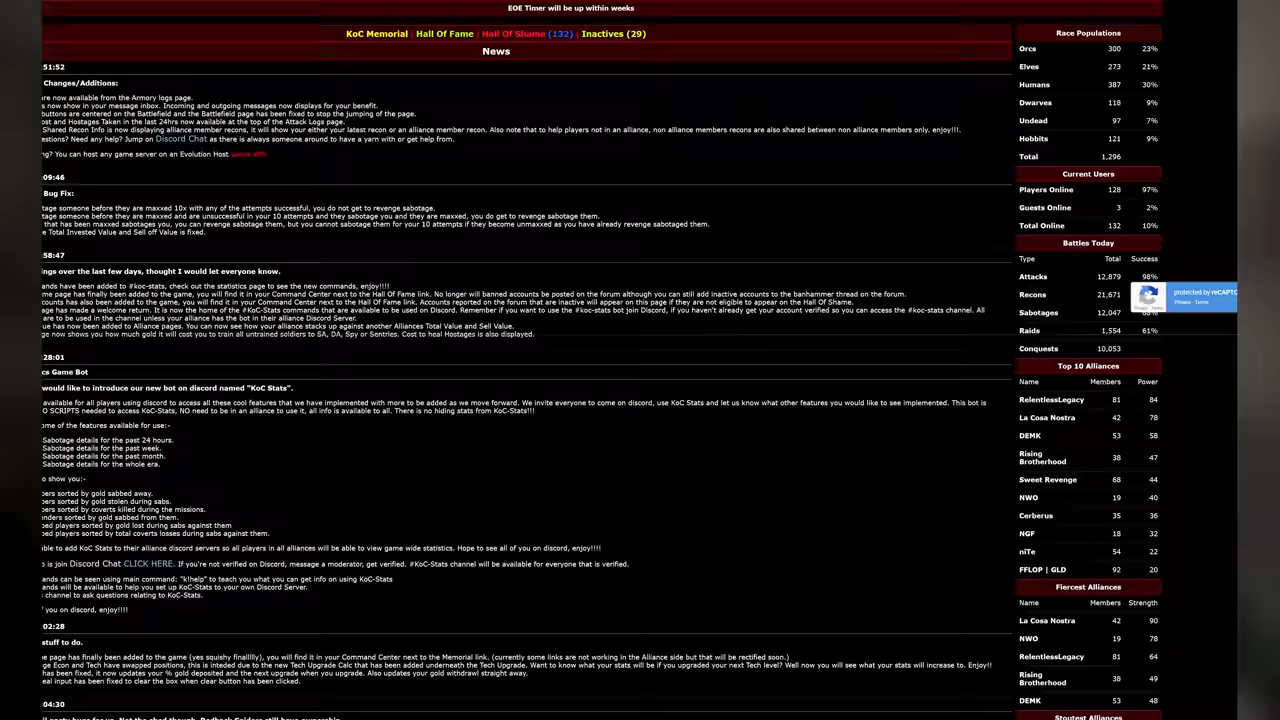 EOE Timer will be up within weeks
KoC Memorial | Hall Of Fame | Hall Of Shame (132) | Inactives (29)
News
:51:52
Changes/Additions:
are now available from the Armory logs page.
s now show in your message inbox. Incoming and outgoing messages now displays for your benefit.
buttons are centered on the Battlefield and the Battlefield page has been fixed to stop the jumping of the page.
ost and Hostages Taken in the last 24hrs now available at the top of the Attack Logs page.
Shared Recon Info is now displaying alliance member recons, it will show your either your latest recon or an alliance member recon. Also note that to help players not in an alliance, non alliance members recons are also shared between non alliance members only. enjoy!!!.
estions? Need any help? Jump on Discord Chat as there is always someone around to have a yarn with or get help from.
ng? You can host any game server on an Evolution Host
:09:46
Bug Fix:
tage someone before they are maxxed 10x with any of the attempts successful, you do not get to revenge sabotage.
tage someone before they are maxxed and are unsuccessful in your 10 attempts and they sabotage you and they are maxxed, you do get to revenge sabotage them.
that has been maxxed sabotages you, you can revenge sabotage them, but you cannot sabotage them for your 10 attempts if they become unmaxxed as you have already revenge sabotaged them.
e Total Invested Value and Sell off Value is fixed.
:58:47
ings over the last few days, thought I would let everyone know.
ands have been added to #koc-stats, check out the statistics page to see the new commands, enjoy!!!!
me page has finally been added to the game, you will find it in your Command Center next to the Hall Of Fame link. No longer will banned accounts be posted on the forum although you can still add inactive accounts to the banhammer thread on the forum.
counts has also been added to the game, you will find it in your Command Center next to the Hall Of Fame link. Accounts reported on the forum that are inactive will appear on this page if they are not eligible to appear on the Hall Of Shame.
age has made a welcome return. It is now the home of the #KoC-Stats commands that are available to be used on Discord. Remember if you want to use the #koc-stats bot join Discord, if you haven't already get your account verified so you can access the #koc-stats channel. All
are to be used in the channel unless your alliance has the bot in their alliance Discord Server.
ue has now been added to Alliance pages. You can now see how your alliance stacks up against another Alliances Total Value and Sell Value.
ge now shows you how much gold it will cost you to train all untrained soldiers to SA, DA, Spy or Sentries. Cost to heal Hostages is also displayed.
:28:01
cs Game Bot
would like to introduce our new bot on discord named "KoC Stats".
available for all players using discord to access all these cool features that we have implemented with more to be added as we move forward. We invite everyone to come on discord, use KoC Stats and let us know what other features you would like to see implemented. This bot is
O SCRIPTS needed to access KoC-Stats, NO need to be in an alliance to use it, all info is available to all. There is no hiding stats from KoC-Stats!!!
ome of the features available for use:-
Sabotage details for the past 24 hours.
Sabotage details for the past week.
Sabotage details for the past month.
Sabotage details for the whole era.
o show you:-
bers sorted by gold sabbed away.
bers sorted by gold stolen during sabs.
bers sorted by coverts killed during the missions.
enders sorted by gold sabbed from them.
bed players sorted by gold lost during sabs against them
bed players sorted by total coverts losses during sabs against them.
ble to add KoC Stats to their alliance discord servers so all players in all alliances will be able to view game wide statistics. Hope to see all of you on discord, enjoy!!!!
o is join Discord Chat CLICK HERE. If you're not verified on Discord, message a moderator, get verified. #KoCStats channel will be available for everyone that is verified.
ands can be seen using main command: "k!help" to teach you what you can get info on using KoC-Stats
ands will be available to help you set up KoC-Stats to your own Discord Server.
s channel to ask questions relating to KoC-Stats.
f you on discord, enjoy!!!!
:02:28
stuff to do.
e page has finally been added to the game (yes squishy finallllly), you will find it in your Command Center next to the Memorial link. (currently some links are not working in the Alliance side but that will be rectified soon.)
ge Econ and Tech have swapped positions, this is inteded due to the new Tech Upgrade Calc that has been added underneath the Tech Upgrade. Want to know what your stats will be if you upgraded your next Tech level? Well now you will see what your stats will increase to. Enjoy!!
has been fixed, it now updates your % gold deposited and the next upgrade when you upgrade. Also updates your gold withdrawl straight away.
eal input has been fixed to clear the box when clear button has been clicked.
:04:30
Race Populations
Orcs 300 23%
Elves 273 21%
Humans 387 30%
Dwarves 118 9%
Undead 97 7%
Hobbits 121 9%
Total 1,296
Current Users
Players Online 128 97%
Guests Online 3 2%
Total Online 132 10%
Battles Today
Type Total Success
Attacks 12,879 98%
Recons 21,671
Sabotages 12,047
Raids 1,554 61%
Conquests 10,053
protected by reCAPTC
Privacy - Terms
Top 10 Alliances
Name Members Power
RelentlessLegacy 81 84
La Cosa Nostra 42 78
DEMK 53 58
Rising Brotherhood 38 47
Sweet Revenge 68 44
NWO 19 40
Cerberus 35 36
NGF 18 32
niTe 54 22
FFLOP | GLD 92 20
Fiercest Alliances
Name Members Strength
La Cosa Nostra 42 90
NWO 19 78
RelentlessLegacy 81 64
Rising Brotherhood 38 49
DEMK 53 48
Stoutest Alliances